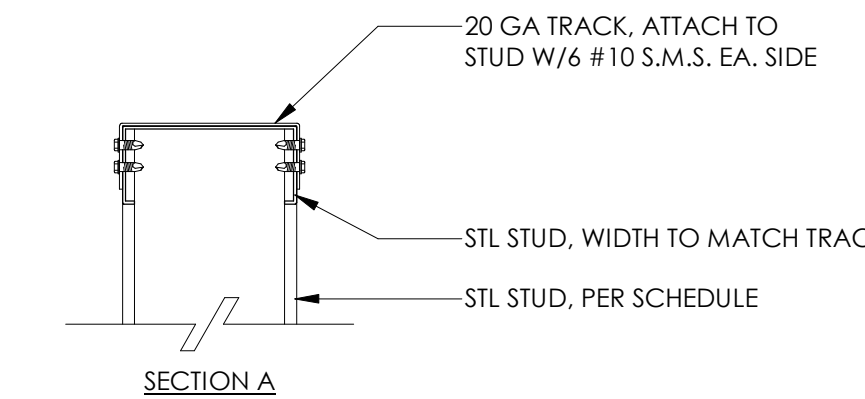 20 GA TRACK, ATTACH TO
STUD W/6 #10 S.M.S. EA. SIDE
STL STUD, WIDTH TO MATCH TRAC
STL STUD, PER SCHEDULE
SECTION A